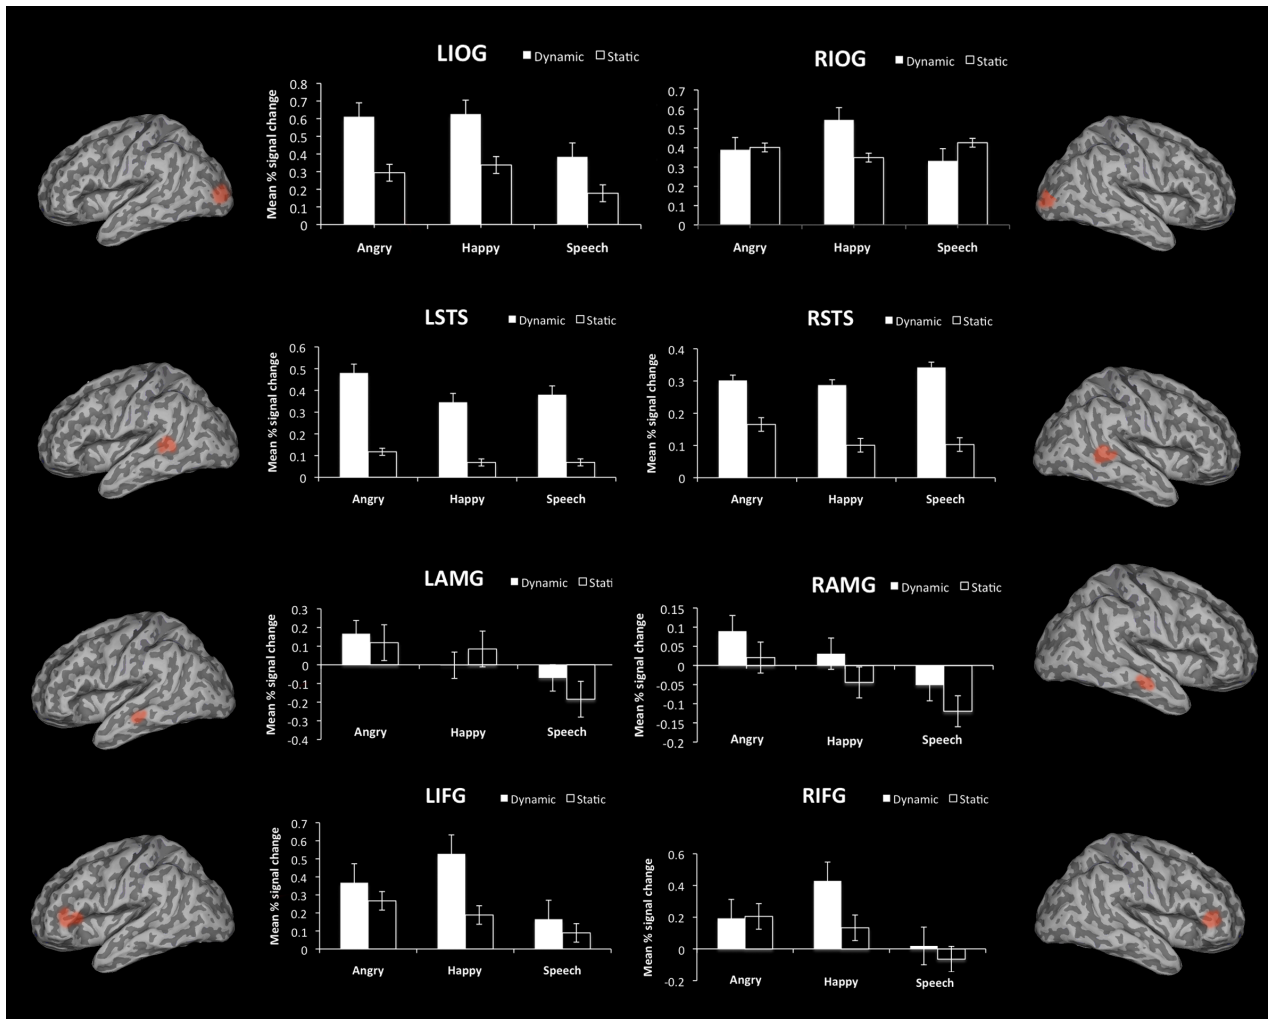 LIOG
Dynamic Static
Mean % signal change
0.8
0.7
0.6
0.5
0.4
0.3
0.2
0.1
0
Angry Happy Speech
RIOG
Dynamic Static
Mean % signal change
0.7
0.6
0.5
0.4
0.3
0.2
0.1
0
Angry Happy Speech
LSTS
Dynamic Static
Mean % signal change
0.6
0.5
0.4
0.3
0.2
0.1
0
Angry Happy Speech
RSTS
Dynamic Static
Mean % signal change
0.4
0.3
0.2
0.1
0
Angry Happy Speech
LAMG
Dynamic Stati
Mean % signal change
0.3
0.2
0.1
0
-0.1
-0.2
-0.3
-0.4
Angry Happy Speech
RAMG
Dynamic Static
Mean % signal change
0.15
0.1
0.05
0
-0.05
-0.1
-0.15
-0.2
Angry Happy Speech
LIFG
Dynamic Static
Mean % signal change
0.7
0.6
0.5
0.4
0.3
0.2
0.1
0
Angry Happy Speech
RIFG
Dynamic Static
Mean % signal change
0.6
0.4
0.2
0
-0.2
Angry Happy Speech